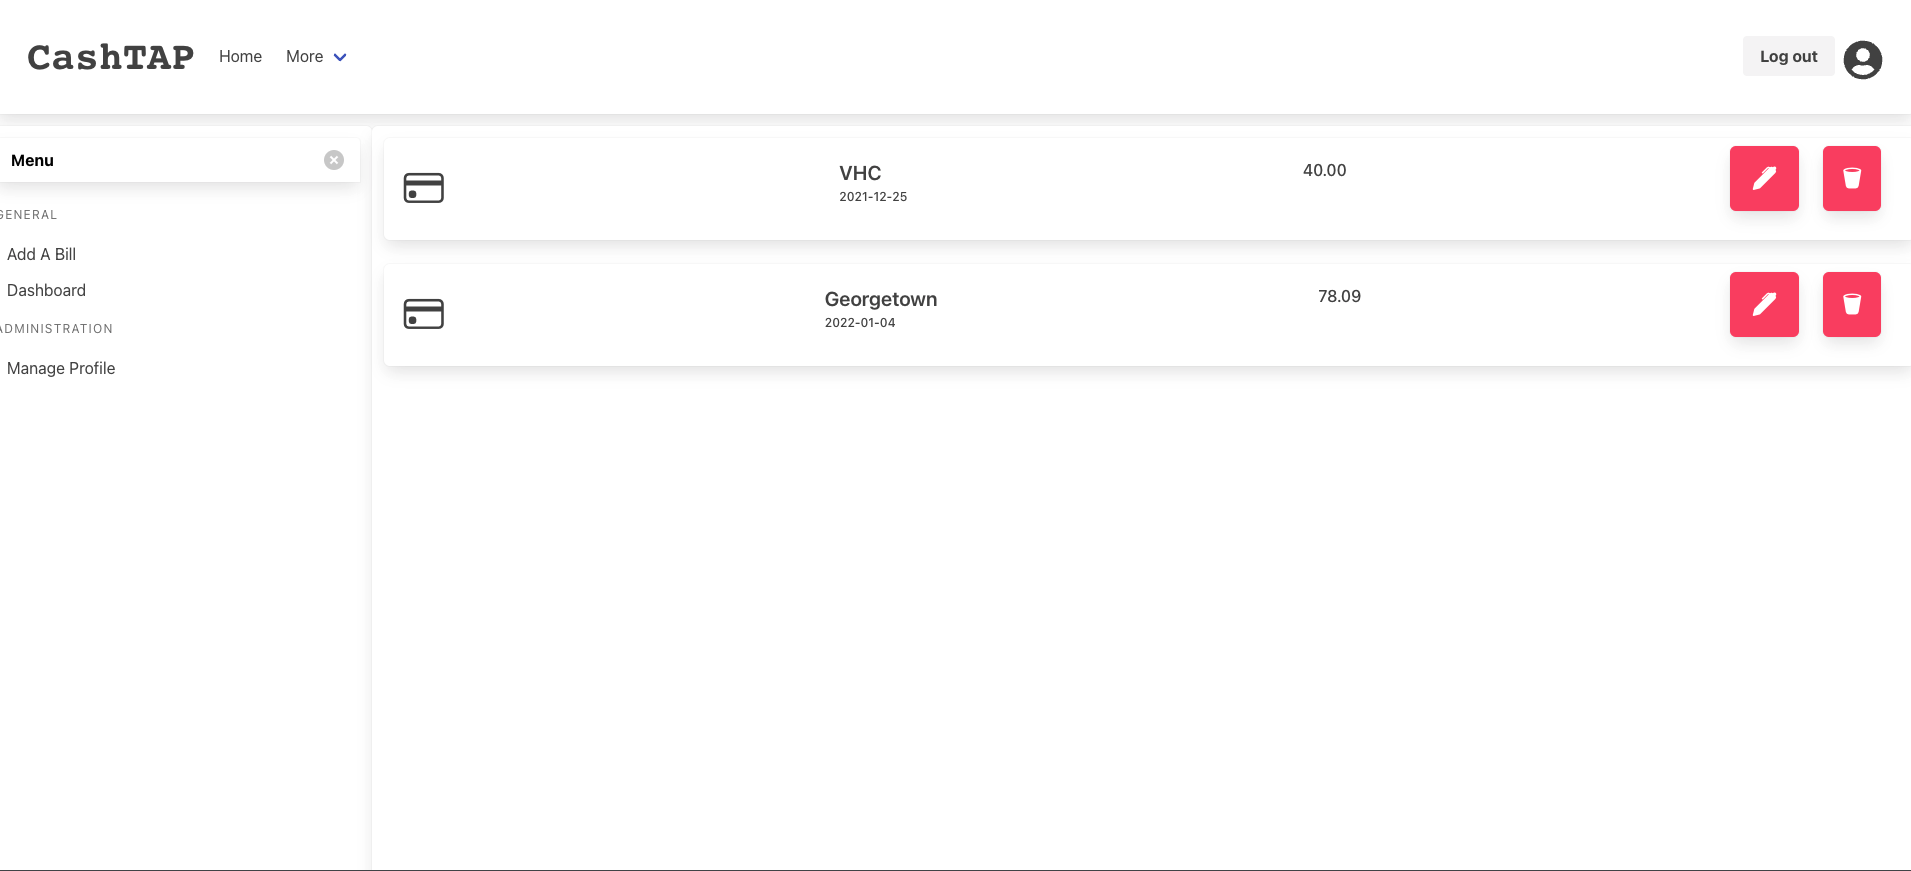 CashTAP
Home
More
Log out
Menu
GENERAL
Add A Bill
Dashboard
ADMINISTRATION
Manage Profile
VHC
2021-12-25
40.00
Georgetown
2022-01-04
78.09